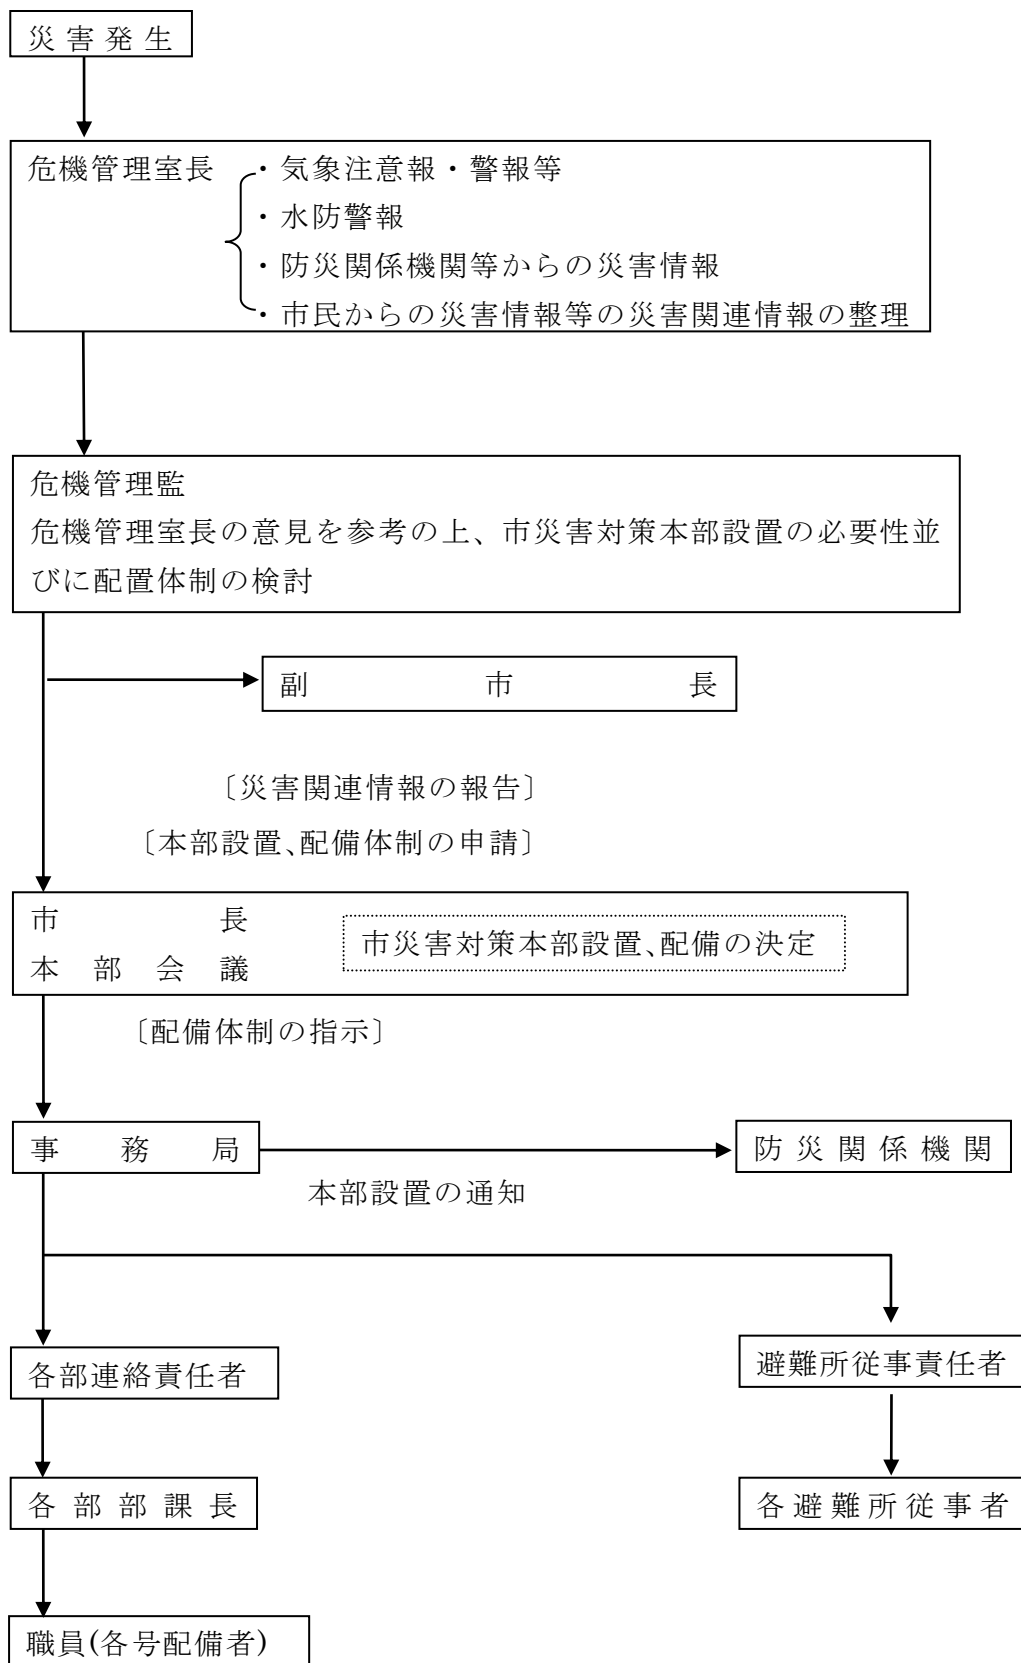 災害発生
危機管理室長
・気象注意報・警報等
・水防警報
・防災関係機関等からの災害情報
・市民からの災害情報等の災害関連情報の整理
危機管理監
危機管理室長の意見を参考の上、市災害対策本部設置の必要性並
びに配置体制の検討
副市長
〔災害関連情報の報告〕
〔本部設置、配備体制の申請〕
市長
本部会議
市災害対策本部設置、配備の決定
〔配備体制の指示〕
事務局
防災関係機関
本部設置の通知
各部連絡責任者
避難所従事責任者
各部部課長
各避難所従事者
職員(各号配備者)